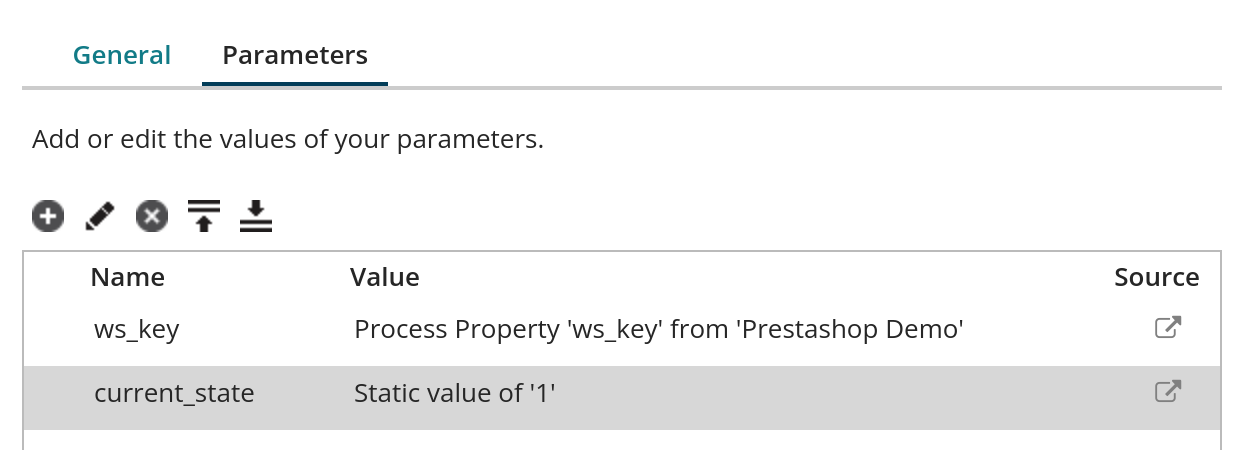 General Parameters
Add or edit the values of your parameters.
Name Value Source
ws_key Process Property 'ws_key' from 'Prestashop Demo'
current_state Static value of '1'